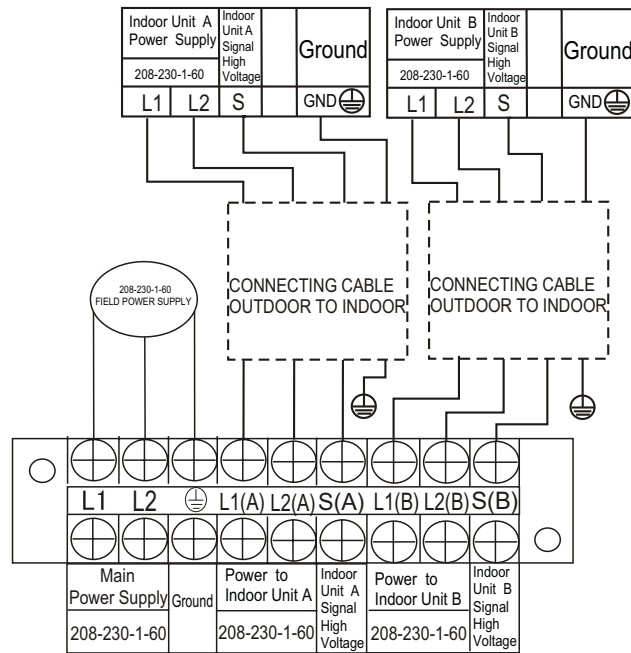 Indoor Unit A
Power Supply
208-230-1-60
Indoor
Unit A
Signal
High
Voltage
Ground
L1 L2 S GND
Indoor Unit B
Power Supply
208-230-1-60
Indoor
Unit B
Signal
High
Voltage
Ground
L1 L2 S GND
208-230-1-60
FIELD POWER SUPPLY
CONNECTING CABLE
OUTDOOR TO INDOOR
CONNECTING CABLE
OUTDOOR TO INDOOR
L1 L2 L1(A) L2(A) S(A) L1(B) L2(B) S(B)
Main
Power Supply
208-230-1-60
Ground
Power to
Indoor Unit A
208-230-1-60
Indoor
Unit A
Signal
High
Voltage
Power to
Indoor Unit B
208-230-1-60
Indoor
Unit B
Signal
High
Voltage